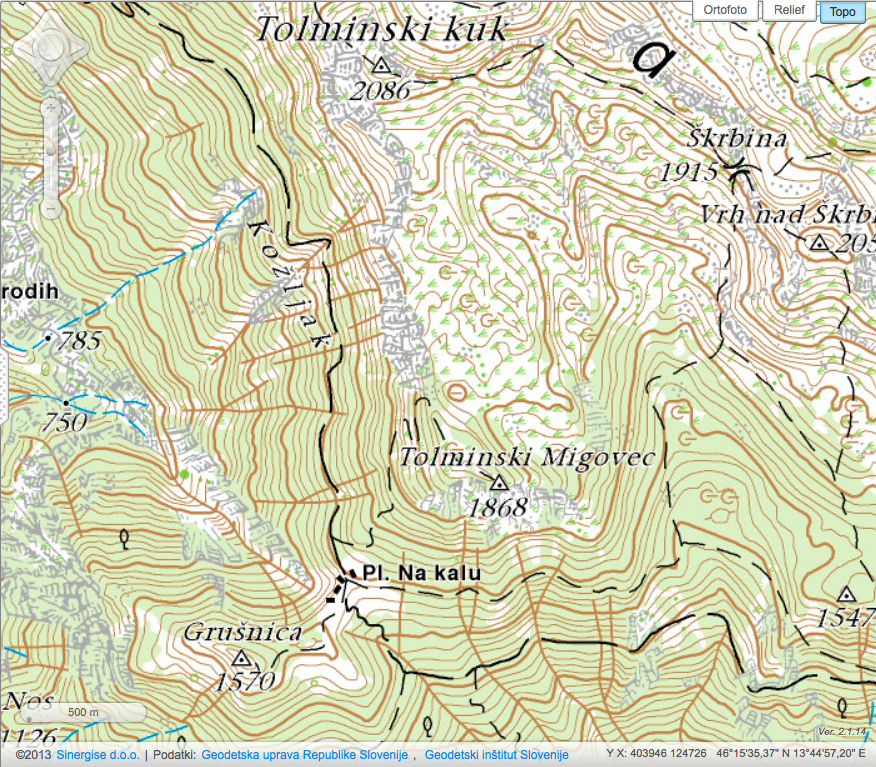 Ortofoto Relief Topo
Tolminski kuk
2086
a
Škrbina
1915
Vrh nad Škrbi
205
Kožljak
rodih
785
750
Tolminski Migovec
1868
Pl. Na kalu
1547
Grušnica
1570
Nos
1126
500 m
Ver. 2.1.14
©2013 Sinergise d.o.o. | Podatki: Geodetska uprava Republike Slovenije , Geodetski inštitut Slovenije Y X: 403946 124726 46°15'35,37" N 13°44'57,20" E